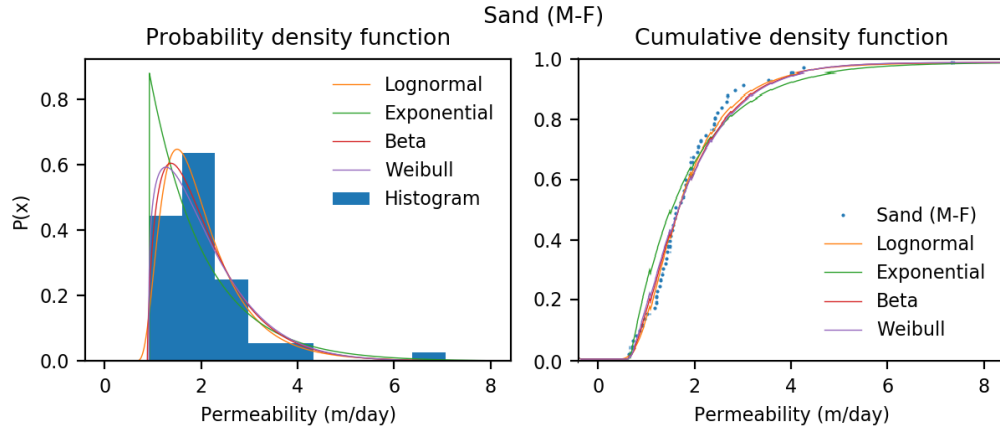 Sand (M-F)
Probability density function
P(x)
0.8
0.6
0.4
0.2
0.0
Lognormal
Exponential
Beta
Weibull
Histogram
0
2
4
6
8
Permeability (m/day)
Cumulative density function
1.0
0.8
0.6
0.4
0.2
0.0
Sand (M-F)
Lognormal
Exponential
Beta
Weibull
0
2
4
6
8
Permeability (m/day)